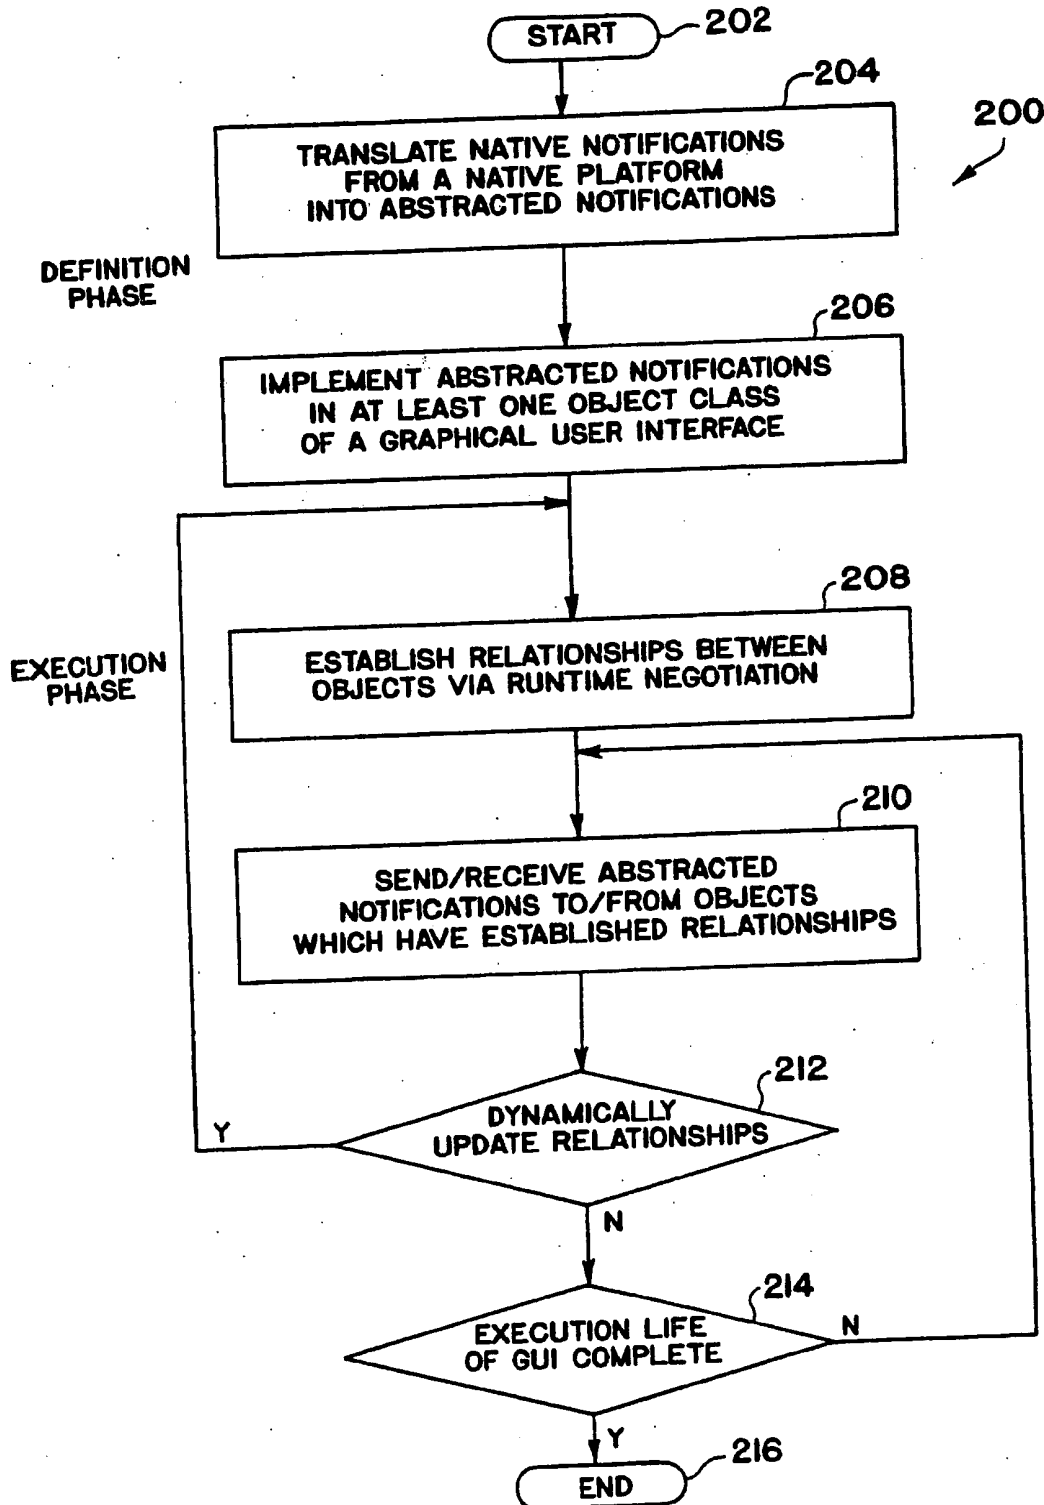 START
202
204
200
TRANSLATE NATIVE NOTIFICATIONS
FROM A NATIVE PLATFORM
INTO ABSTRACTED NOTIFICATIONS
DEFINITION
PHASE
206
IMPLEMENT ABSTRACTED NOTIFICATIONS
IN AT LEAST ONE OBJECT CLASS
OF A GRAPHICAL USER INTERFACE
208
EXECUTION
PHASE
ESTABLISH RELATIONSHIPS BETWEEN
OBJECTS VIA RUNTIME NEGOTIATION
210
SEND/RECEIVE ABSTRACTED
NOTIFICATIONS TO/FROM OBJECTS
WHICH HAVE ESTABLISHED RELATIONSHIPS
212
DYNAMICALLY
UPDATE RELATIONSHIPS
Y
N
214
EXECUTION LIFE
OF GUI COMPLETE
N
Y
216
END